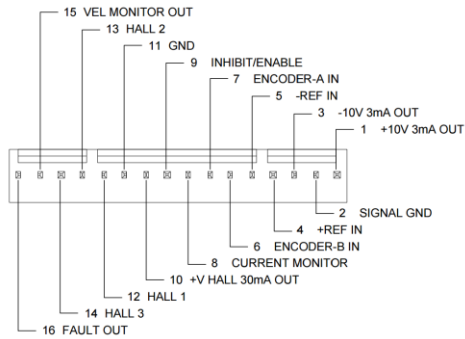 15 VEL MONITOR OUT
13 HALL 2
11 GND
9 INHIBIT/ENABLE
7 ENCODER-A IN
5 -REF IN
3 -10V 3mA OUT
1 +10V 3mA OUT
2 SIGNAL GND
4 +REF IN
6 ENCODER-B IN
8 CURRENT MONITOR
10 +V HALL 30mA OUT
12 HALL 1
14 HALL 3
16 FAULT OUT